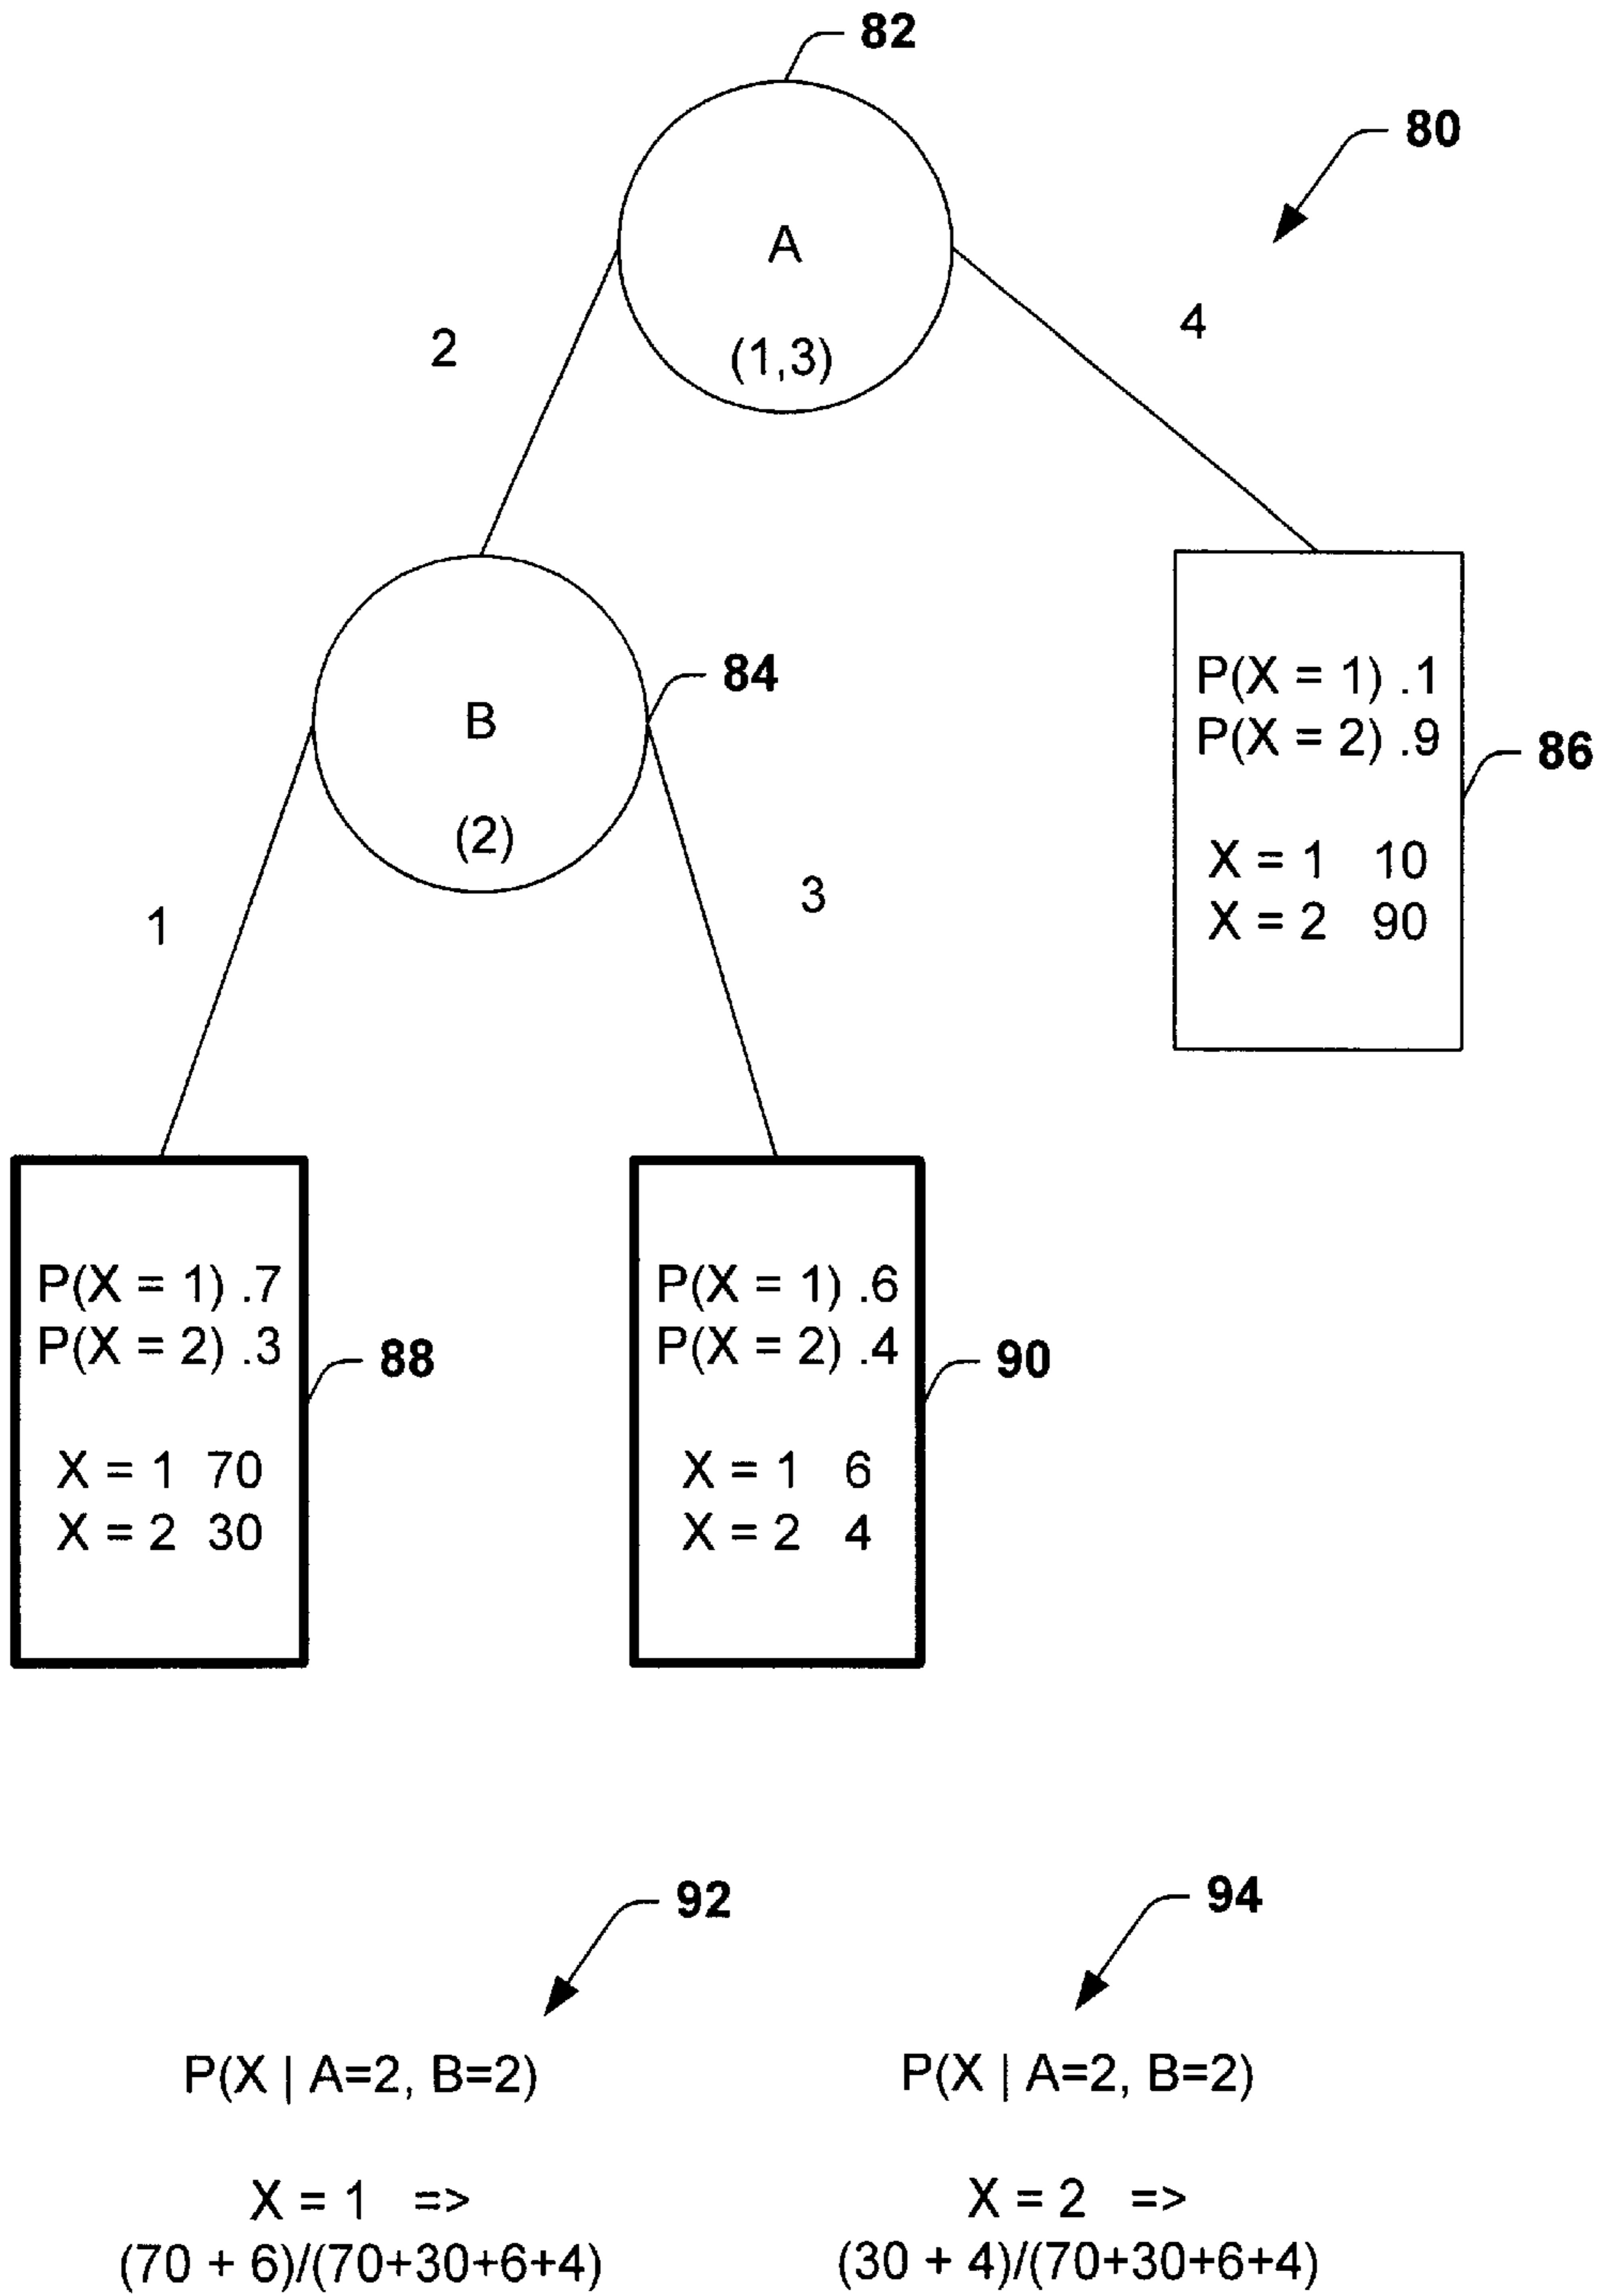 82
80
A
(1,3)
2
4
B
(2)
84
1
3
P(X = 1) .1
P(X = 2) .9
X = 1 10
X = 2 90
86
P(X = 1) .7
P(X = 2) .3
X = 1 70
X = 2 30
88
P(X = 1) .6
P(X = 2) .4
X = 1 6
X = 2 4
90
92
P(X | A=2, B=2)
X = 1 =>
(70 + 6)/(70+30+6+4)
94
P(X | A=2, B=2)
X = 2 =>
(30 + 4)/(70+30+6+4)